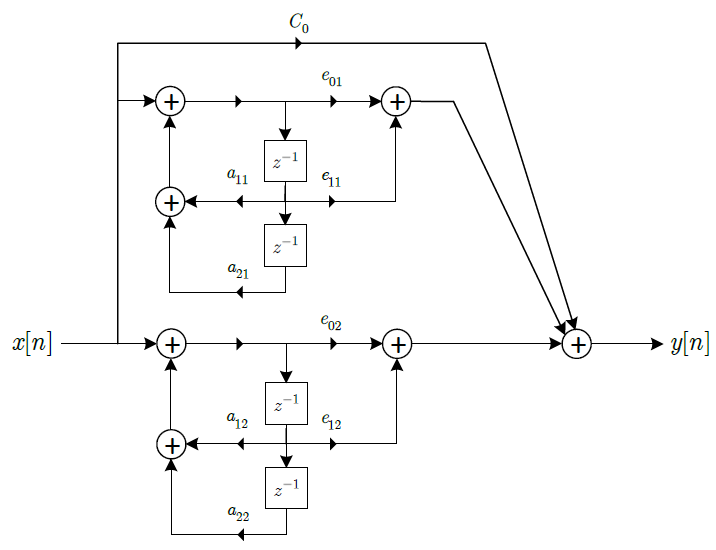 C₀
e₀₁
+ +
z⁻¹
a₁₁ e₁₁
+
z⁻¹
a₂₁
e₀₂
x[n] + + + y[n]
z⁻¹
a₁₂ e₁₂
+
z⁻¹
a₂₂